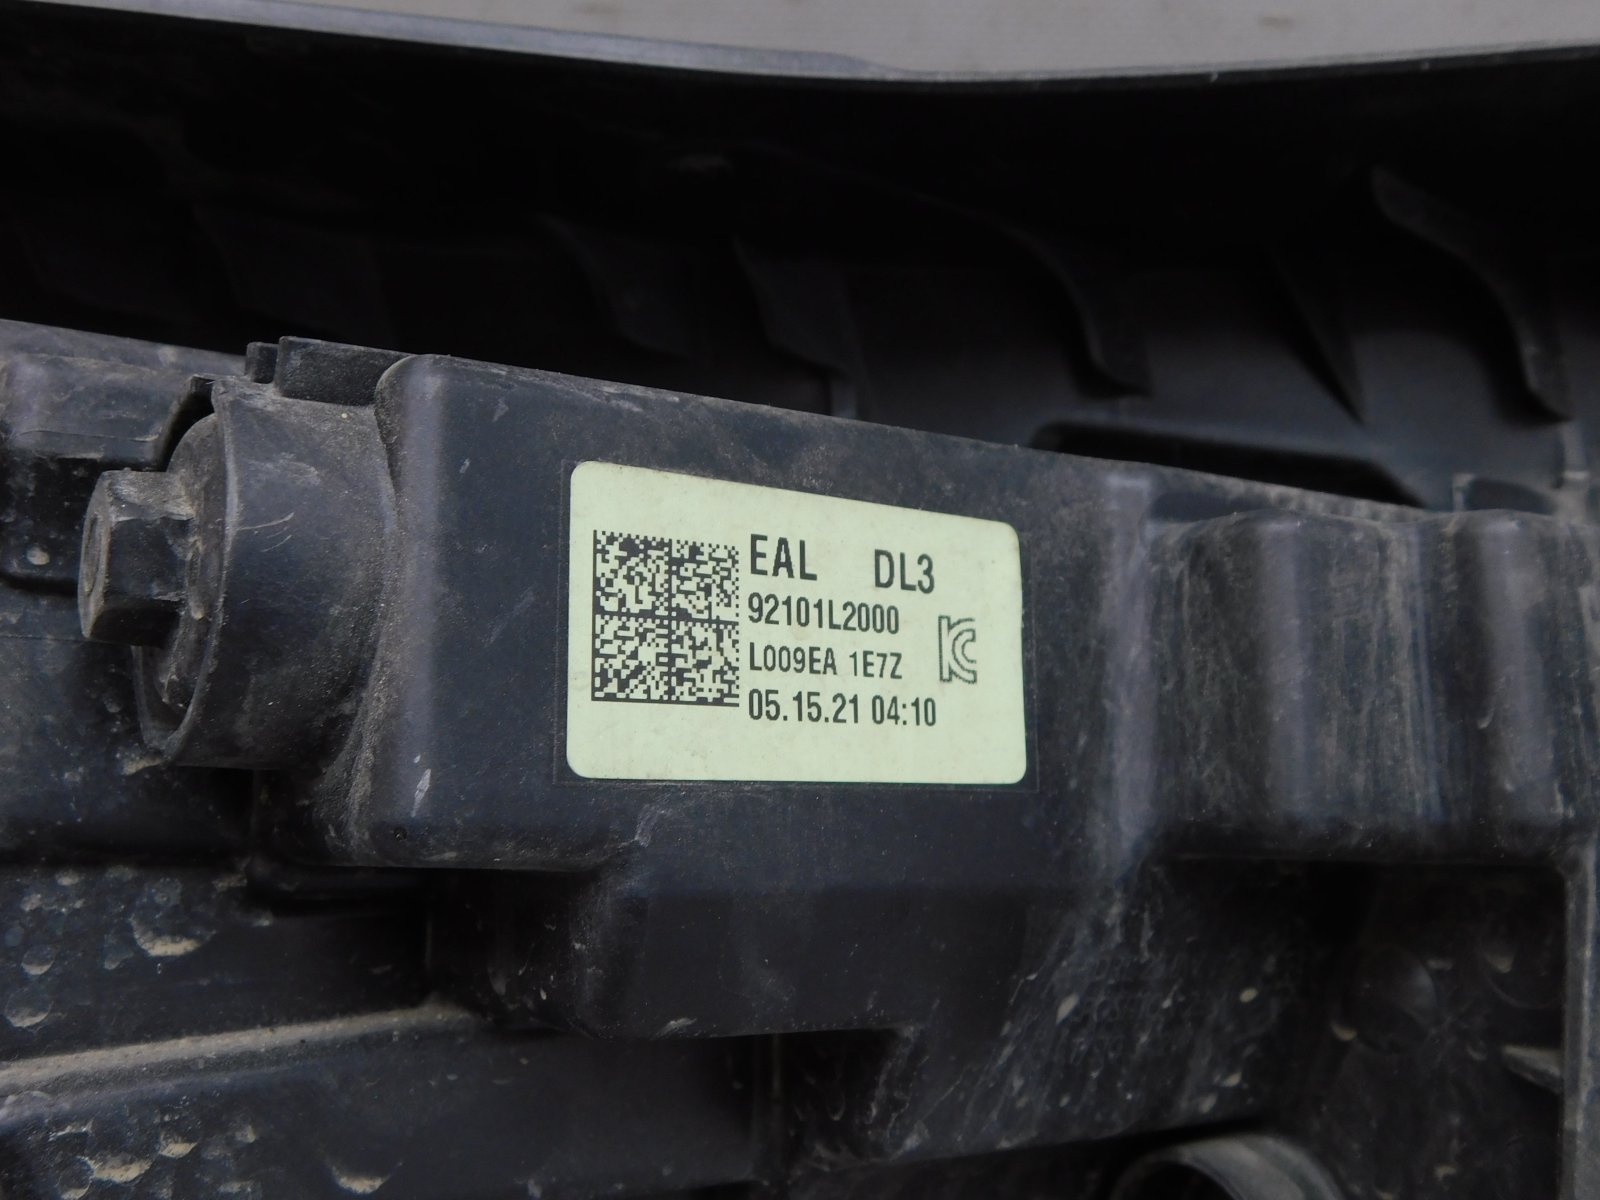 EAL DL3
92101L2000
L009EA 1E7Z
05.15.21 04:10